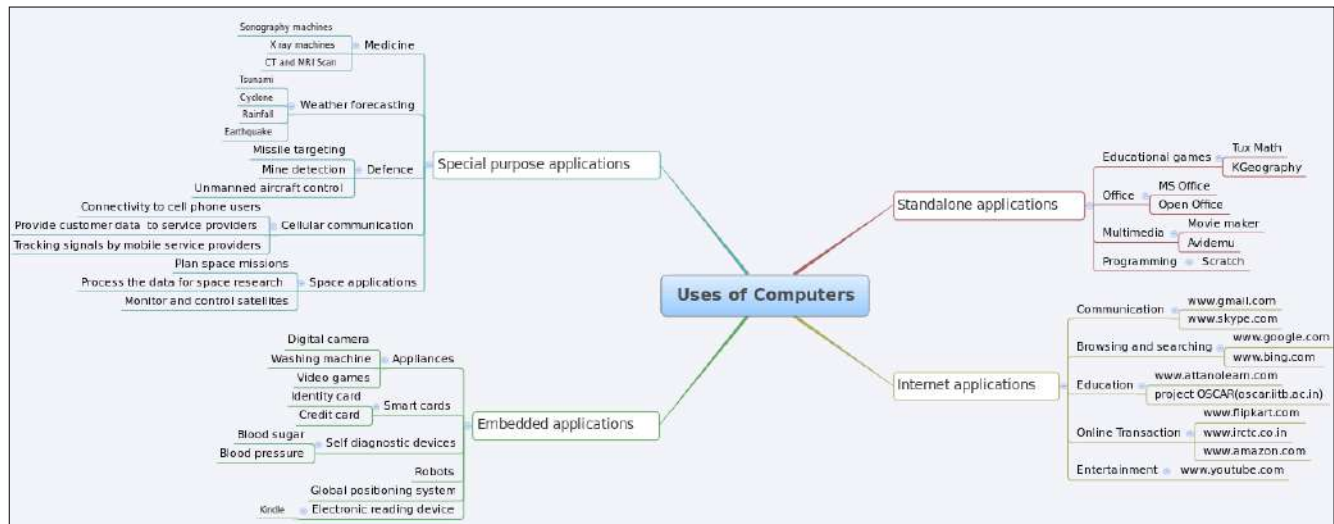 Uses of Computers
Special purpose applications
Medicine
Sonography machines
X ray machines
CT and MRI Scan
Weather forecasting
Tsunami
Cyclone
Rainfall
Earthquake
Defence
Missile targeting
Mine detection
Unmanned aircraft control
Cellular communication
Connectivity to cell phone users
Provide customer data to service providers
Tracking signals by mobile service providers
Space applications
Plan space missions
Process the data for space research
Monitor and control satellites
Embedded applications
Appliances
Digital camera
Washing machine
Video games
Smart cards
Identity card
Credit card
Self diagnostic devices
Blood sugar
Blood pressure
Robots
Global positioning system
Electronic reading device
Kindle
Standalone applications
Educational games
Tux Math
KGeography
Office
MS Office
Open Office
Multimedia
Movie maker
Avidemu
Programming
Scratch
Internet applications
Communication
www.gmail.com
www.skype.com
Browsing and searching
www.google.com
www.bing.com
Education
www.attanolearn.com
project OSCAR(oscar.iitb.ac.in)
Online Transaction
www.flipkart.com
www.irctc.co.in
www.amazon.com
Entertainment
www.youtube.com